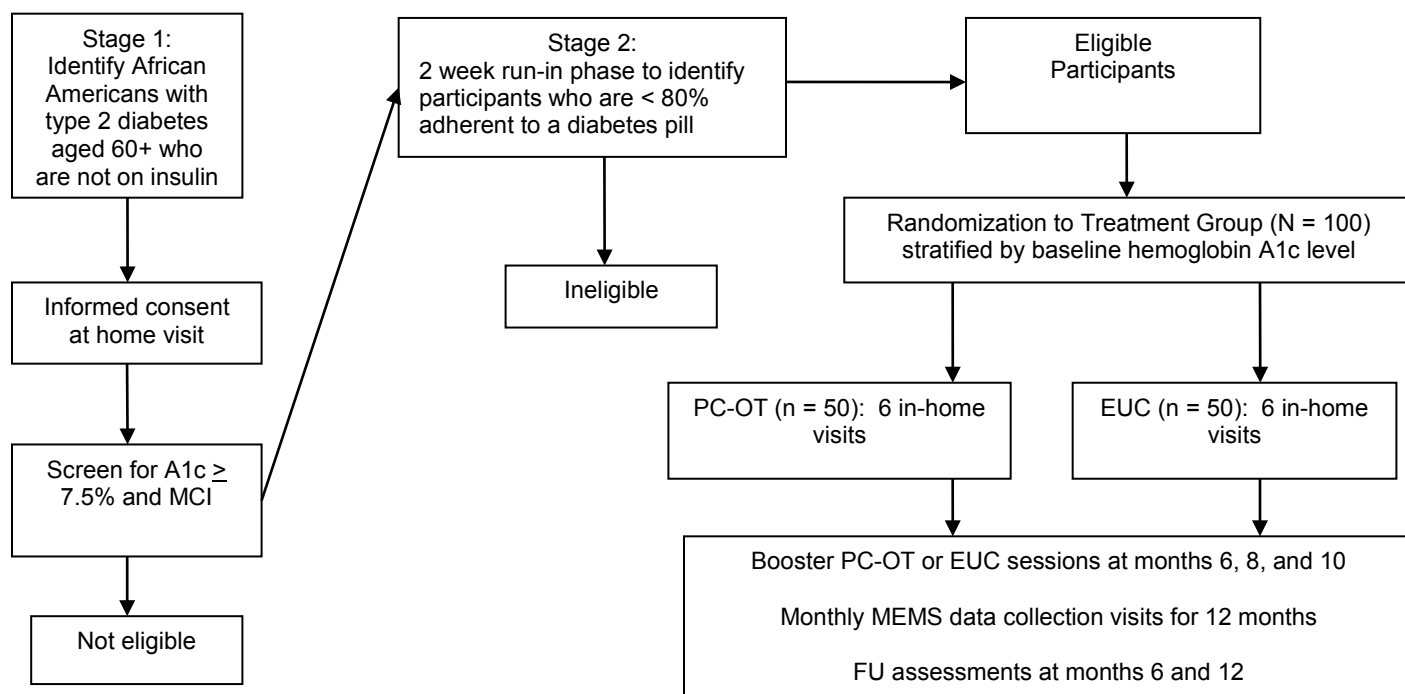 Stage 1:
Identify African
Americans with
type 2 diabetes
aged 60+ who
are not on insulin
Informed consent
at home visit
Screen for A1c ≥
7.5% and MCI
Not eligible
Stage 2:
2 week run-in phase to identify
participants who are < 80%
adherent to a diabetes pill
Ineligible
Eligible
Participants
Randomization to Treatment Group (N = 100)
stratified by baseline hemoglobin A1c level
PC-OT (n = 50): 6 in-home
visits
EUC (n = 50): 6 in-home
visits
Booster PC-OT or EUC sessions at months 6, 8, and 10
Monthly MEMS data collection visits for 12 months
FU assessments at months 6 and 12